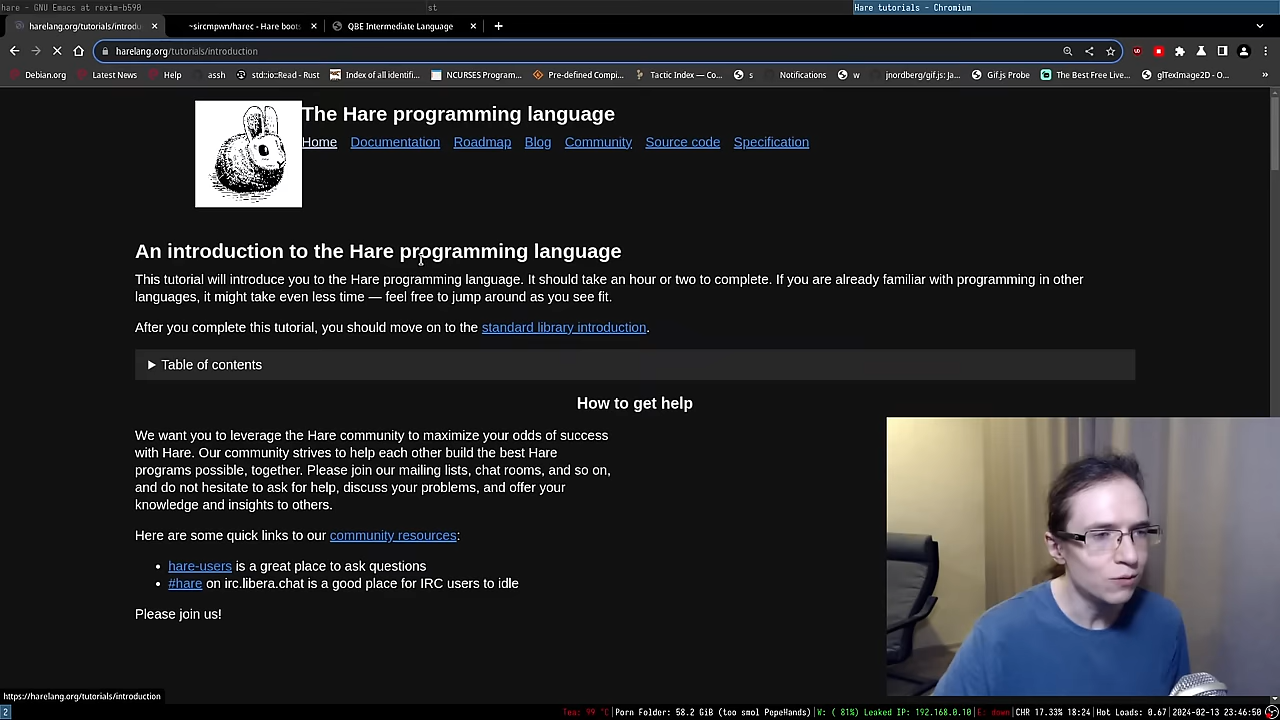 hare - GNU Emacs at rexim-b590
st
Hare tutorials - Chromium
harelang.org/tutorials/introdu
~sircmpwn/harec - Hare boots
QBE Intermediate Language
harelang.org/tutorials/introduction
Debian.org
Latest News
Help
assh
std::io::Read - Rust
Index of all identifi...
NCURSES Program...
Pre-defined Compi...
Tactic Index — Co...
s
Notifications
w
jnordberg/gif.js: Ja...
Gif.js Probe
The Best Free Live...
glTexImage2D - O...
»
The Hare programming language
Home Documentation Roadmap Blog Community Source code Specification
An introduction to the Hare programming language
This tutorial will introduce you to the Hare programming language. It should take an hour or two to complete. If you are already familiar with programming in other
languages, it might take even less time — feel free to jump around as you see fit.
After you complete this tutorial, you should move on to the standard library introduction.
Table of contents
How to get help
We want you to leverage the Hare community to maximize your odds of success
with Hare. Our community strives to help each other build the best Hare
programs possible, together. Please join our mailing lists, chat rooms, and so on,
and do not hesitate to ask for help, discuss your problems, and offer your
knowledge and insights to others.
Here are some quick links to our community resources:
• hare-users is a great place to ask questions
• #hare on irc.libera.chat is a good place for IRC users to idle
Please join us!
https://harelang.org/tutorials/introduction
2
Tea: 99 °C|Porn Folder: 58.2 GiB (too smol PepeHands)|W: ( 81%) Leaked IP: 192.168.0.10|E: down|CHR 17.33% 18:24|Hot Loads: 0.67|2024-02-13 23:46:50